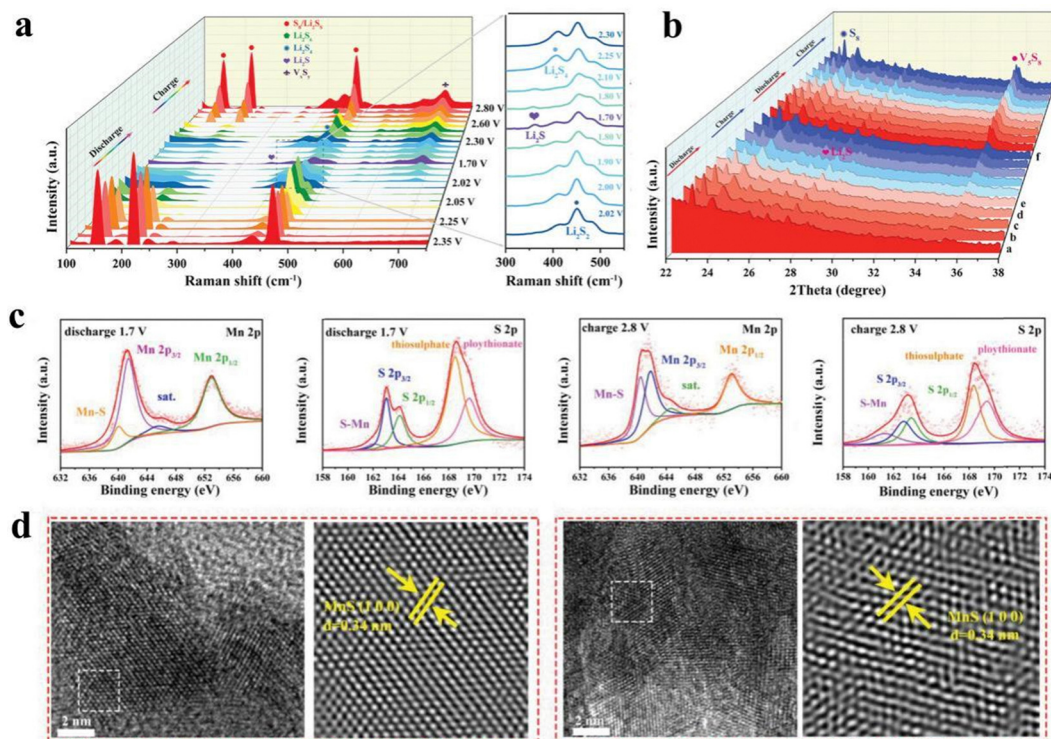 a
S₈/Li₂S₈
Li₂S₆
Li₂S₄
Li₂S
Charge
Discharge
2.80 V
2.60 V
2.30 V
1.70 V
2.02 V
2.05 V
2.25 V
2.35 V
Intensity (a.u.)
100 200 300 400 500 600 700
Raman shift (cm⁻¹)
2.30 V
2.25 V
Li₂S₄
2.10 V
1.80 V
1.70 V
Li₂S
1.80 V
1.90 V
2.00 V
2.02 V
Li₂S₂
300 350 400 450 500 550
Raman shift (cm⁻¹)
b
S₈
V₅S₈
Discharge
Charge
Discharge
Charge
Li₂S
f
e
d
c
b
a
Intensity (a.u.)
22 24 26 28 30 32 34 36 38
2Theta (degree)
c
discharge 1.7 V Mn 2p
Mn 2p3/2
Mn 2p1/2
sat.
Mn-S
Intensity (a.u.)
632 636 640 644 648 652 656 660
Binding energy (eV)
discharge 1.7 V S 2p
thiosulphate
ploythionate
S 2p3/2
S 2p1/2
S-Mn
Intensity (a.u.)
158 160 162 164 166 168 170 172 174
Binding energy (eV)
charge 2.8 V Mn 2p
Mn 2p3/2
Mn 2p1/2
Mn-S
sat.
Intensity (a.u.)
632 636 640 644 648 652 656 660
Binding energy (eV)
charge 2.8 V S 2p
thiosulphate
ploythionate
S 2p3/2
S 2p1/2
S-Mn
Intensity (a.u.)
158 160 162 164 166 168 170 172 174
Binding energy (eV)
d
2 nm
MnS (1 0 0)
d=0.34 nm
2 nm
MnS (1 0 0)
d=0.34 nm